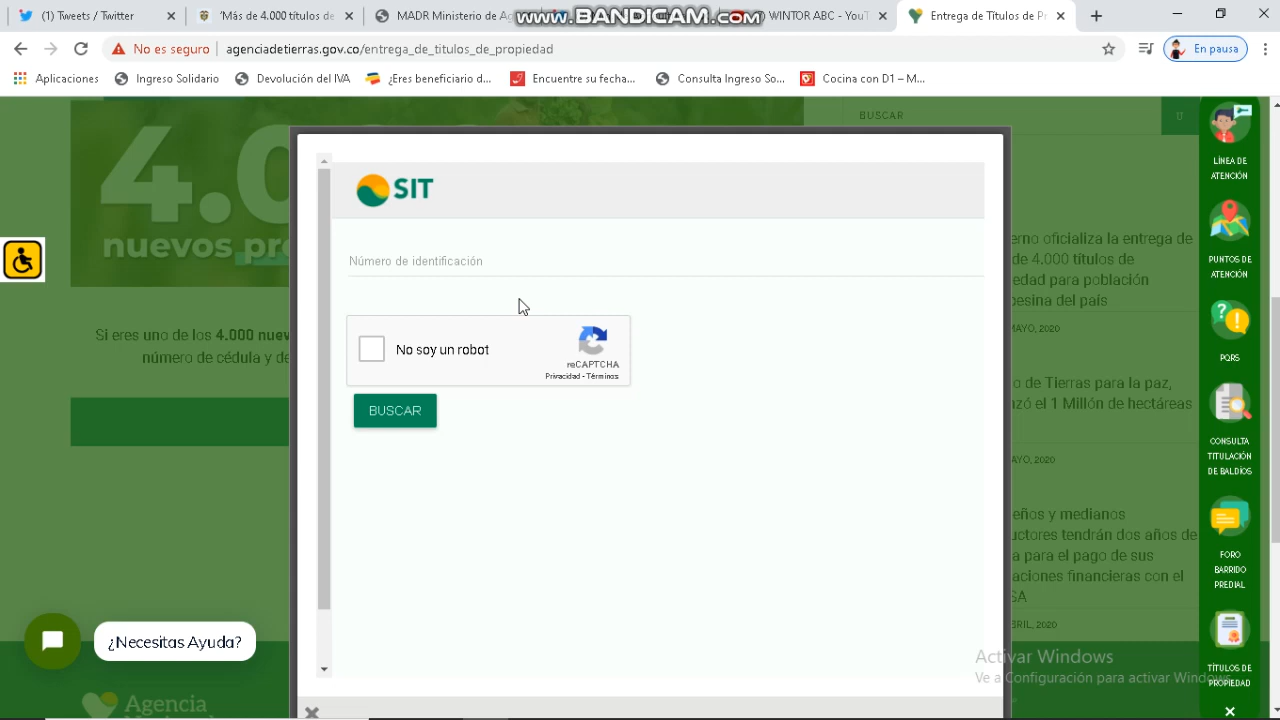 (1) Tweets / Twitter
Más de 4.000 títulos de
MADR Ministerio de Ag
www.BANDICAM.com
WINTOR ABC - YouT
Entrega de Títulos de Pr
No es seguro
agenciadetierras.gov.co/entrega_de_titulos_de_propiedad
En pausa
Aplicaciones
Ingreso Solidario
Devolución del IVA
¿Eres beneficiario d...
Encuentre su fecha...
Consulta Ingreso So...
Cocina con D1 – M...
4.0
nuevos pr
BUSCAR
SIT
Número de identificación
No soy un robot
reCAPTCHA
Privacidad - Términos
BUSCAR
Si eres uno de los 4.000 nuev
número de cédula y de
erno oficializa la entrega de
de 4.000 títulos de
edad para población
pesina del país
MAYO, 2020
o de Tierras para la paz,
nzó el 1 Millón de hectáreas
AYO, 2020
eños y medianos
uctores tendrán dos años de
a para el pago de sus
aciones financieras con el
SA
BRIL, 2020
LÍNEA DE
ATENCIÓN
PUNTOS DE
ATENCIÓN
PQRS
CONSULTA
TITULACIÓN
DE BALDÍOS
FORO
BARRIDO
PREDIAL
TÍTULOS DE
PROPIEDAD
¿Necesitas Ayuda?
Activar Windows
Ve a Configuración para activar Windows.
Agencia